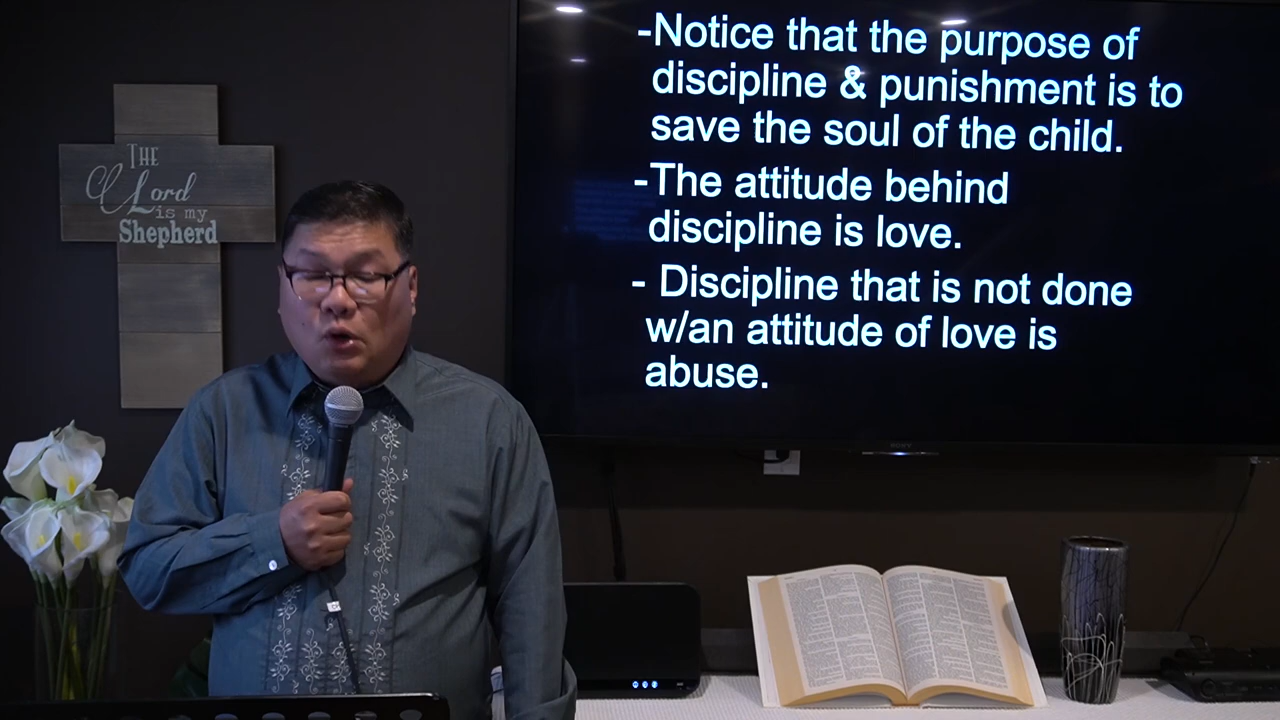 -Notice that the purpose of
discipline & punishment is to
save the soul of the child.
-The attitude behind
discipline is love.
- Discipline that is not done
w/an attitude of love is
abuse.
THE
Lord
is my
Shepherd
SONY